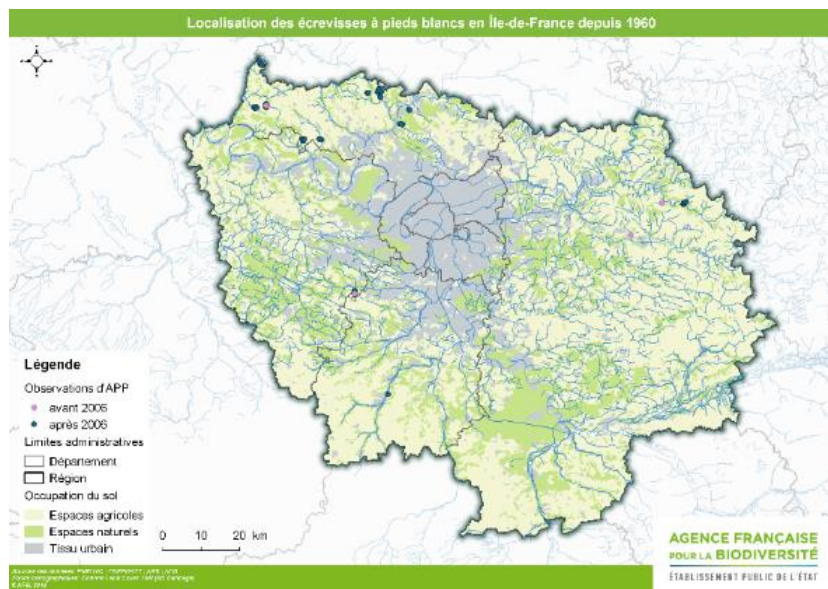 Localisation des écrevisses à pieds blancs en Île-de-France depuis 1960
Légende
Observations d'APP
avant 2006
après 2006
Limites administratives
Département
Région
Occupation du sol
Espaces agricoles
Espaces naturels
Tissu urbain
0 10 20 km
AGENCE FRANÇAISE
POUR LA BIODIVERSITÉ
ÉTABLISSEMENT PUBLIC DE L'ÉTAT